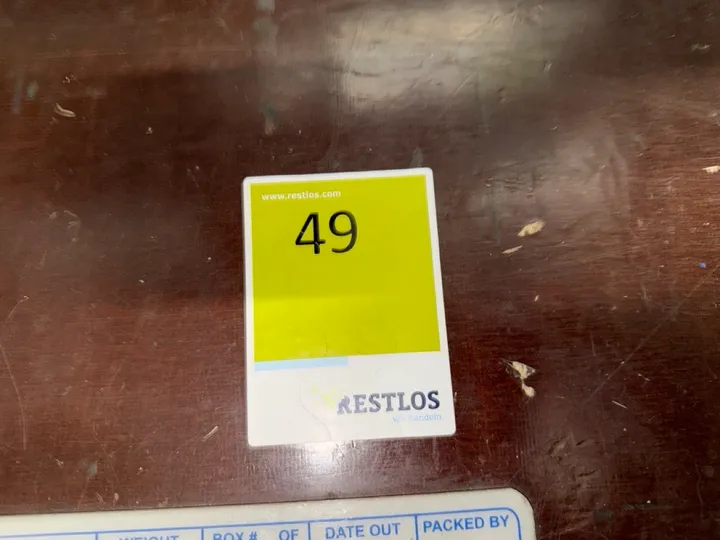 www.restlos.com
49
RESTLOS
WEIGHT BOX # OF DATE OUT PACKED BY